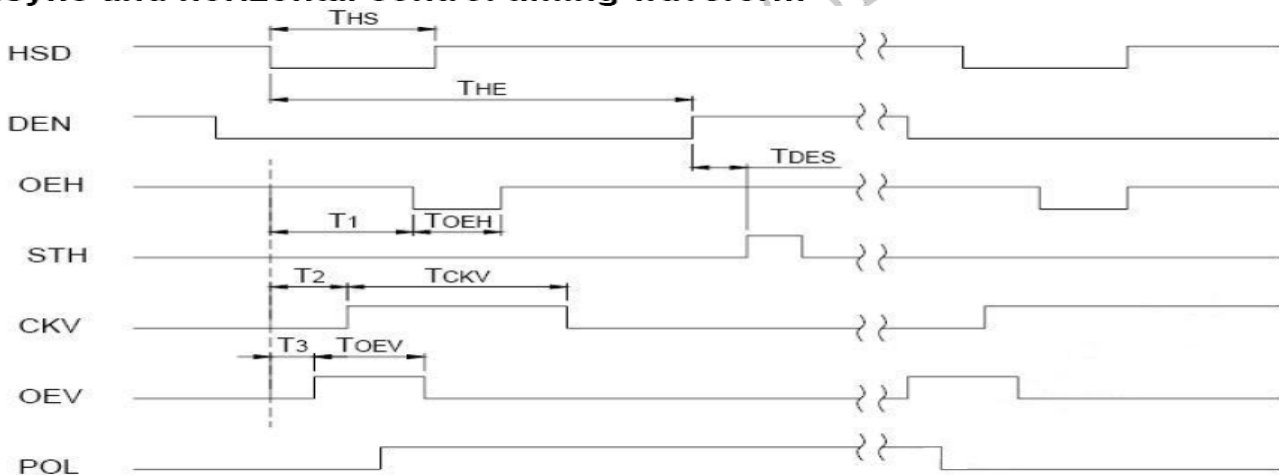 THS
HSD
THE
DEN
TDES
OEH
T1 TOEH
STH
T2 TCKV
CKV
T3 TOEV
OEV
POL